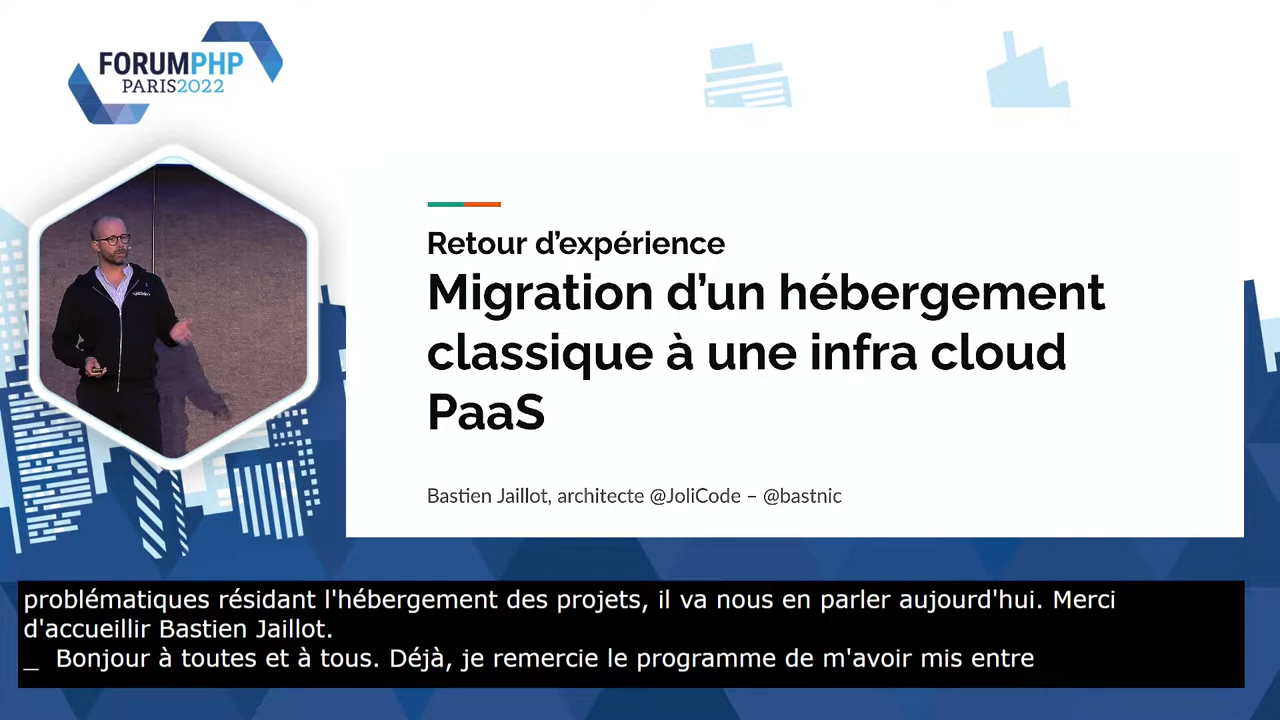 FORUMPHP
PARIS2022
Retour d'expérience
Migration d'un hébergement
classique à une infra cloud
PaaS
Bastien Jaillot, architecte @JoliCode – @bastnic
problématiques résidant l'hébergement des projets, il va nous en parler aujourd'hui. Merci
d'accueillir Bastien Jaillot.
_ Bonjour à toutes et à tous. Déjà, je remercie le programme de m'avoir mis entre